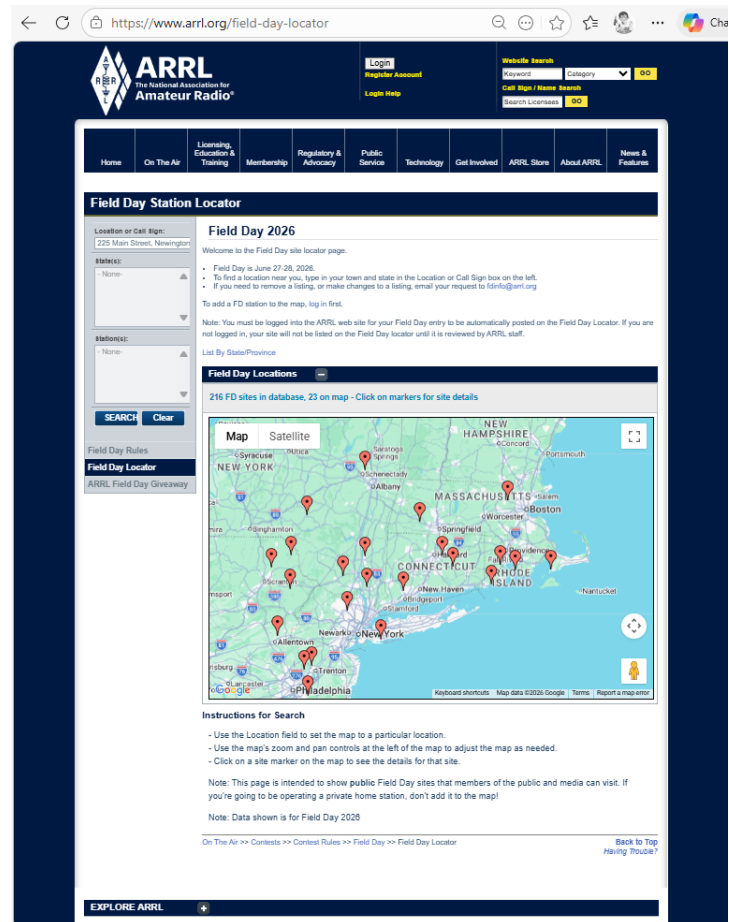 https://www.arrl.org/field-day-locator
Cha
ARRL
The National Association for
Amateur Radio®
Login
Register Account
Login Help
Website Search
Keyword
Category
GO
Call Sign / Name Search
Search Licensees
GO
Home
On The Air
Licensing,
Education &
Training
Membership
Regulatory &
Advocacy
Public
Service
Technology
Get Involved
ARRL Store
About ARRL
News &
Features
Field Day Station Locator
Location or Call Sign:
225 Main Street, Newington
State(s):
- None-
Station(s):
- None-
SEARCH
Clear
Field Day Rules
Field Day Locator
ARRL Field Day Giveaway
Field Day 2026
Welcome to the Field Day site locator page.
Field Day is June 27-28, 2026.
To find a location near you, type in your town and state in the Location or Call Sign box on the left.
If you need to remove a listing, or make changes to a listing, email your request to fdinfo@arrl.org
To add a FD station to the map, log in first.
Note: You must be logged into the ARRL web site for your Field Day entry to be automatically posted on the Field Day Locator. If you are
not logged in, your site will not be listed on the Field Day locator until it is reviewed by ARRL staff.
List By State/Province
Field Day Locations
216 FD sites in database, 23 on map - Click on markers for site details
Map
Satellite
Syracuse
Utica
Saratoga
Springs
NEW
HAMPSHIRE
Concord
Portsmouth
NEW YORK
Schenectady
Albany
MASSACHUSETTS
Salem
Boston
Worcester
Binghamton
Springfield
Hartford
Providence
CONNECTICUT
RHODE
ISLAND
Scranton
New Haven
Nantucket
Bridgeport
Stamford
Newark
New York
Allentown
Trenton
Lancaster
Philadelphia
Google
Keyboard shortcuts
Map data ©2026 Google
Terms
Report a map error
Instructions for Search
- Use the Location field to set the map to a particular location.
- Use the map's zoom and pan controls at the left of the map to adjust the map as needed.
- Click on a site marker on the map to see the details for that site.
Note: This page is intended to show public Field Day sites that members of the public and media can visit. If
you're going to be operating a private home station, don't add it to the map!
Note: Data shown is for Field Day 2026
On The Air >> Contests >> Contest Rules >> Field Day >> Field Day Locator
Back to Top
Having Trouble?
EXPLORE ARRL